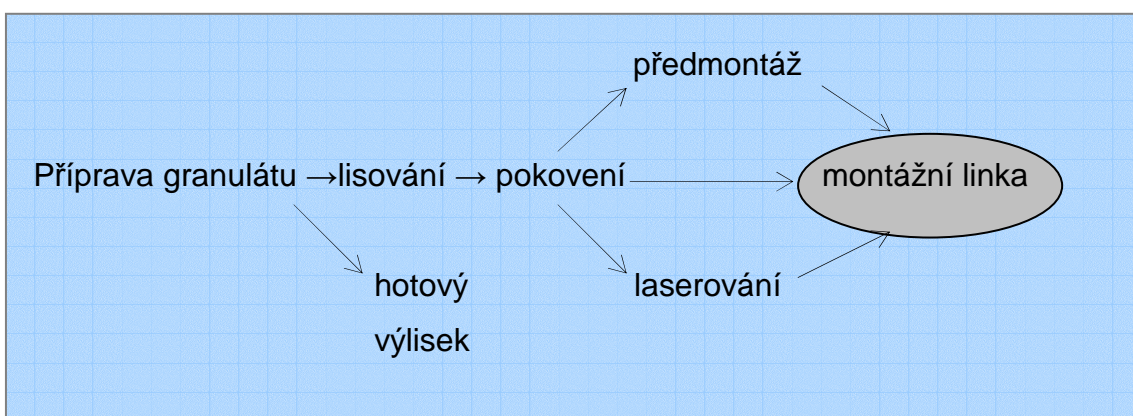 předmontáž
Příprava granulátu →lisování → pokovení
montážní linka
hotový
výlisek
laserování